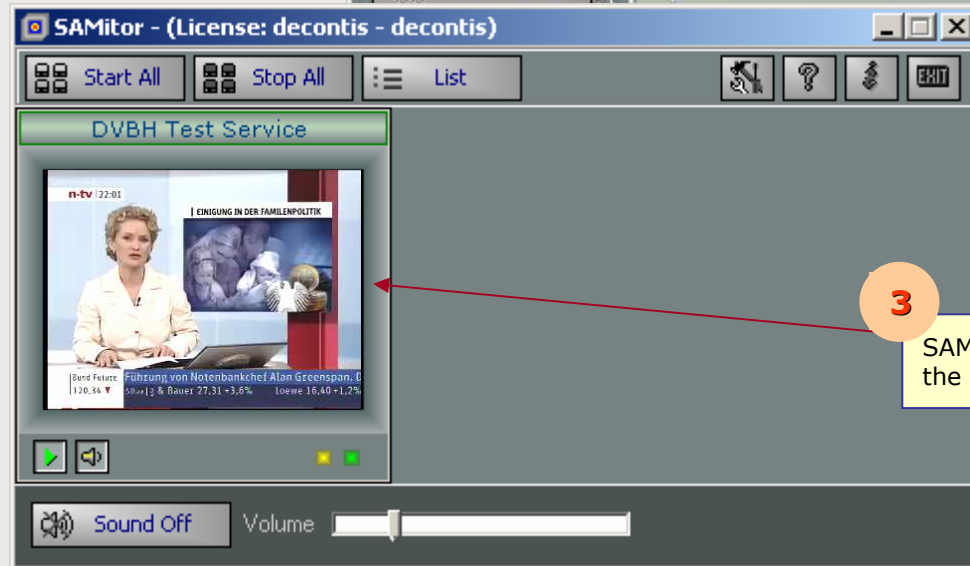 SAMitor - (License: decontis - decontis)
Start All
Stop All
List
EXIT
DVBH Test Service
n-tv 22:01
EINIGUNG IN DER FAMILENPOLITIK
Bund Future
Führung von Notenbankchef Alan Greenspan. D
120,34
& Bauer 27,31 +3,6% Loewe 16,40 +1,2%
3
SAM
the
Sound Off
Volume